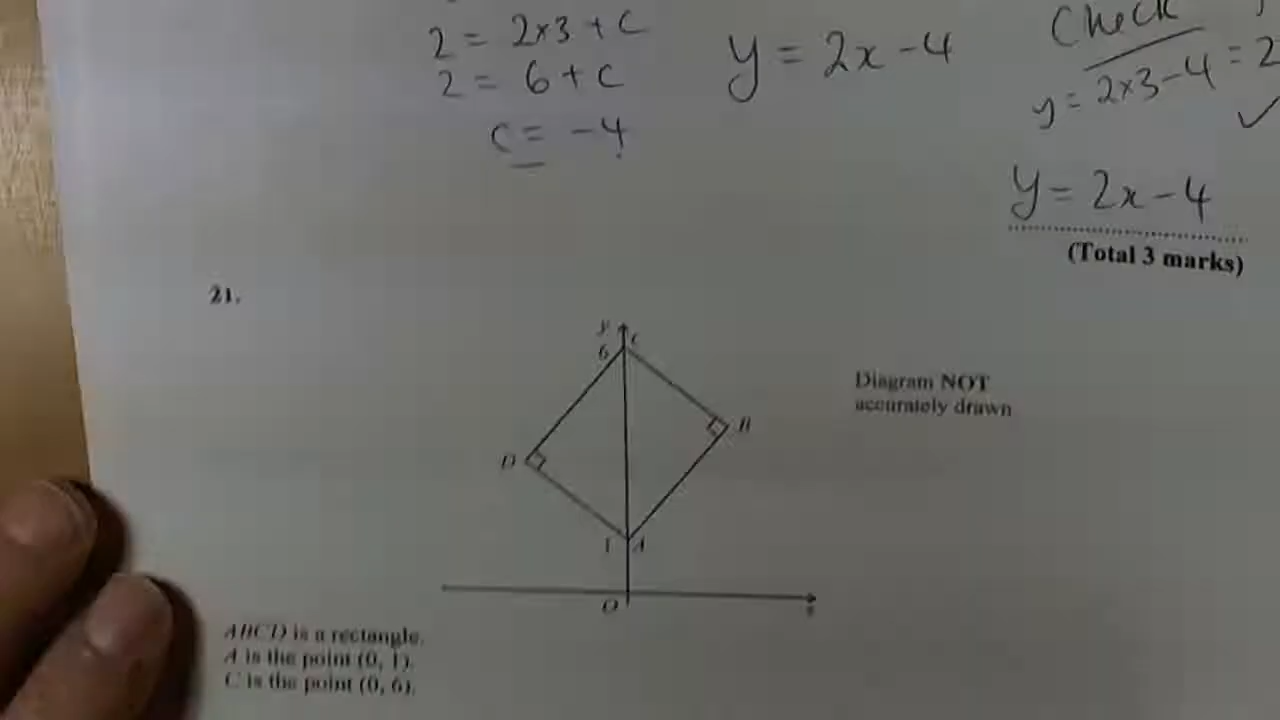 2 = 2×3 + c
2 = 6 + c
c = -4
y = 2x - 4
Check
y = 2×3-4 = 2
✓
y = 2x - 4
(Total 3 marks)
21.
y
6 C
Diagram NOT
accurately drawn
B
D
1 A
O
x
ABCD is a rectangle.
A is the point (0, 1).
C is the point (0, 6).